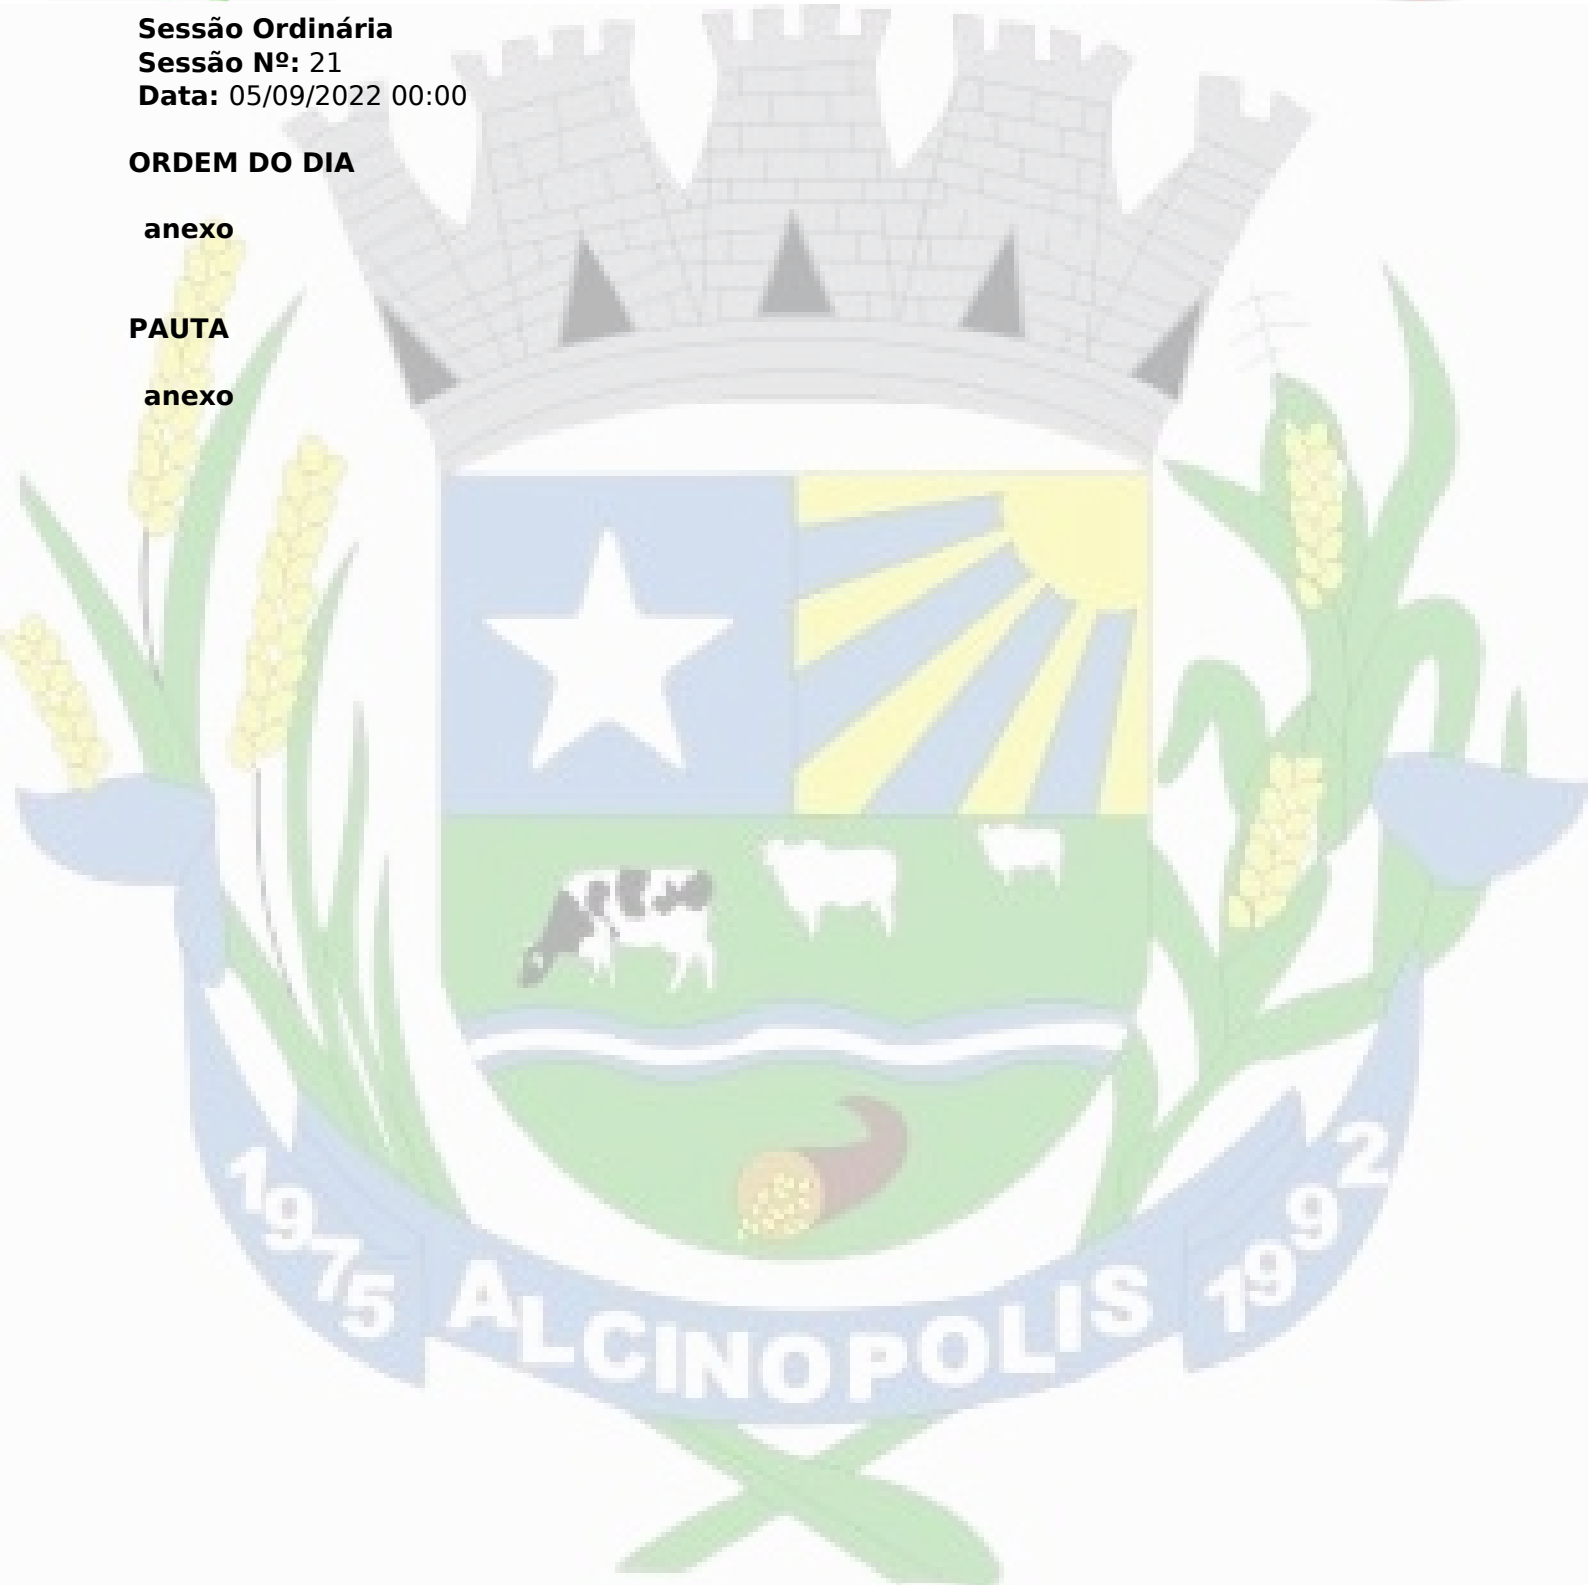 Sessão Ordinária
Sessão Nº: 21
Data: 05/09/2022 00:00
ORDEM DO DIA
anexo
PAUTA
anexo
1975 ALCINOPOLIS 1992